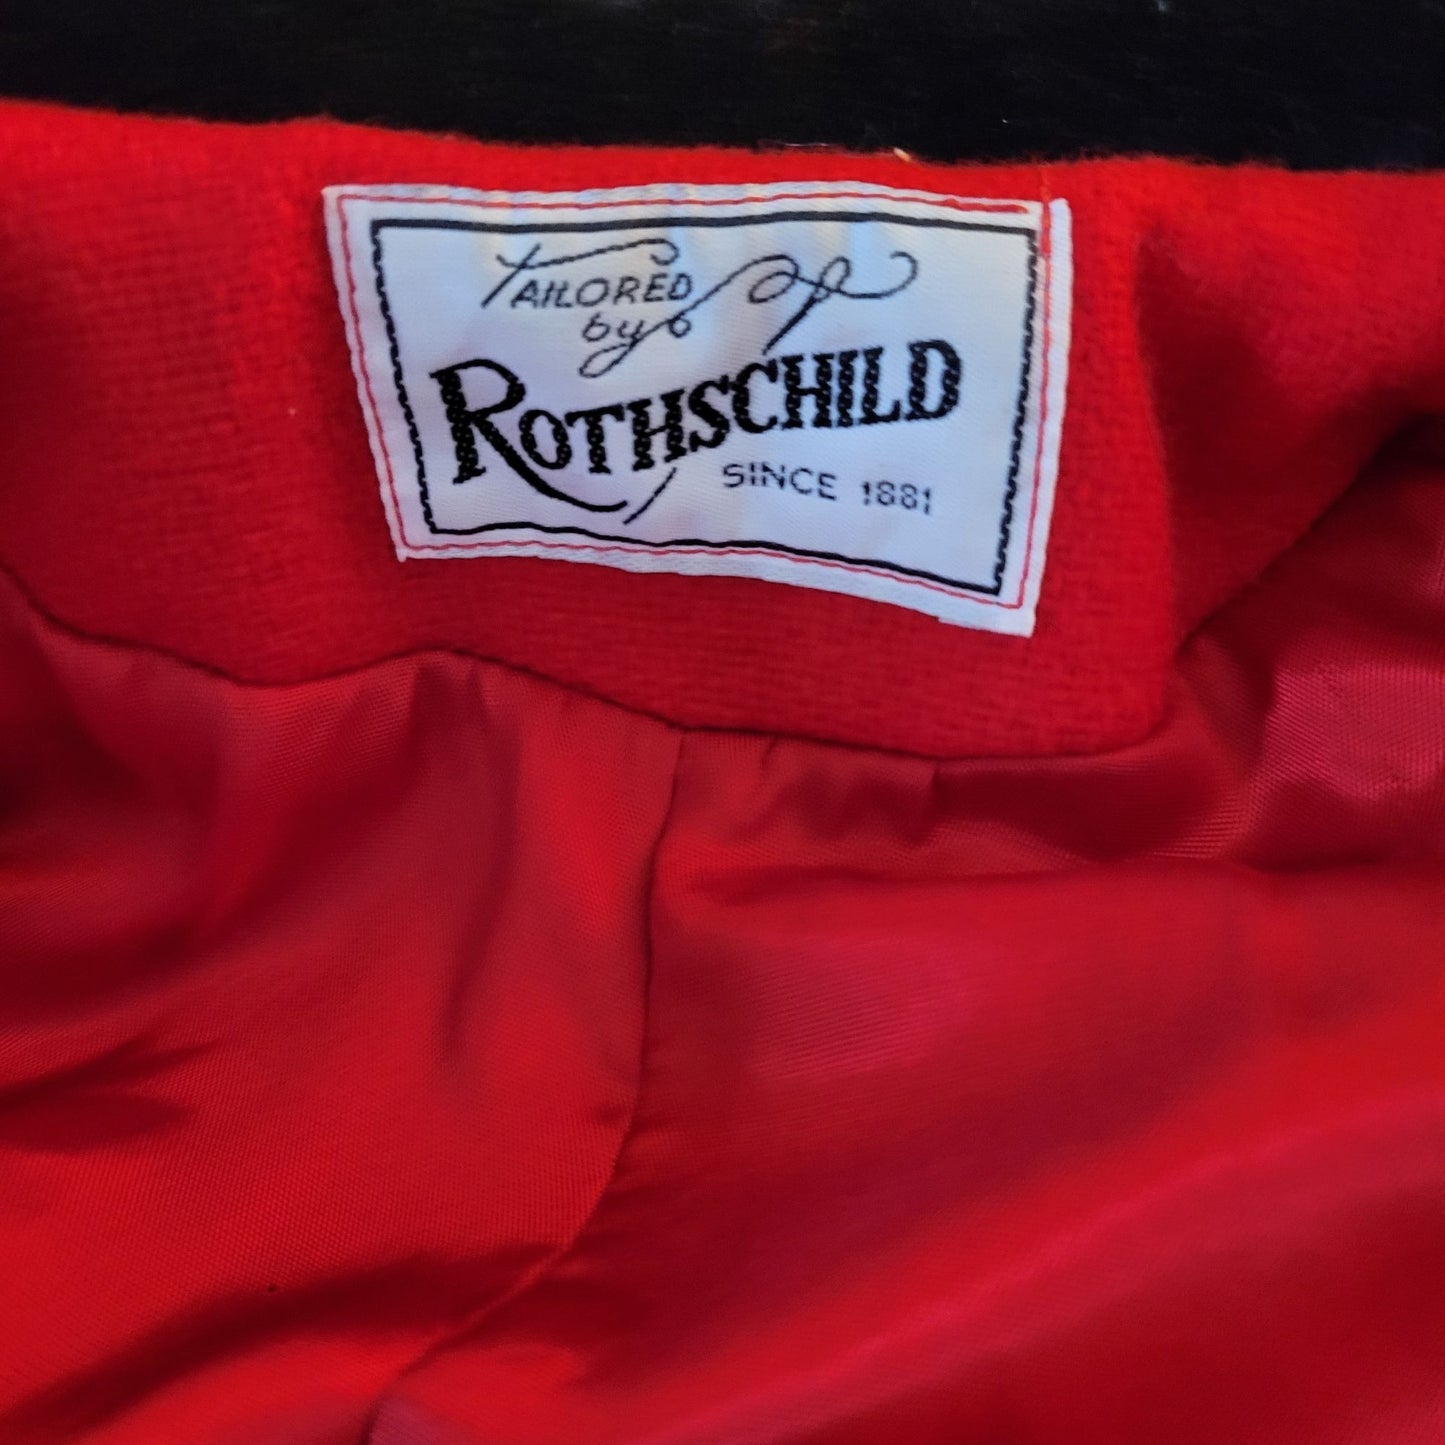 TAILORED
by
ROTHSCHILD
SINCE 1881